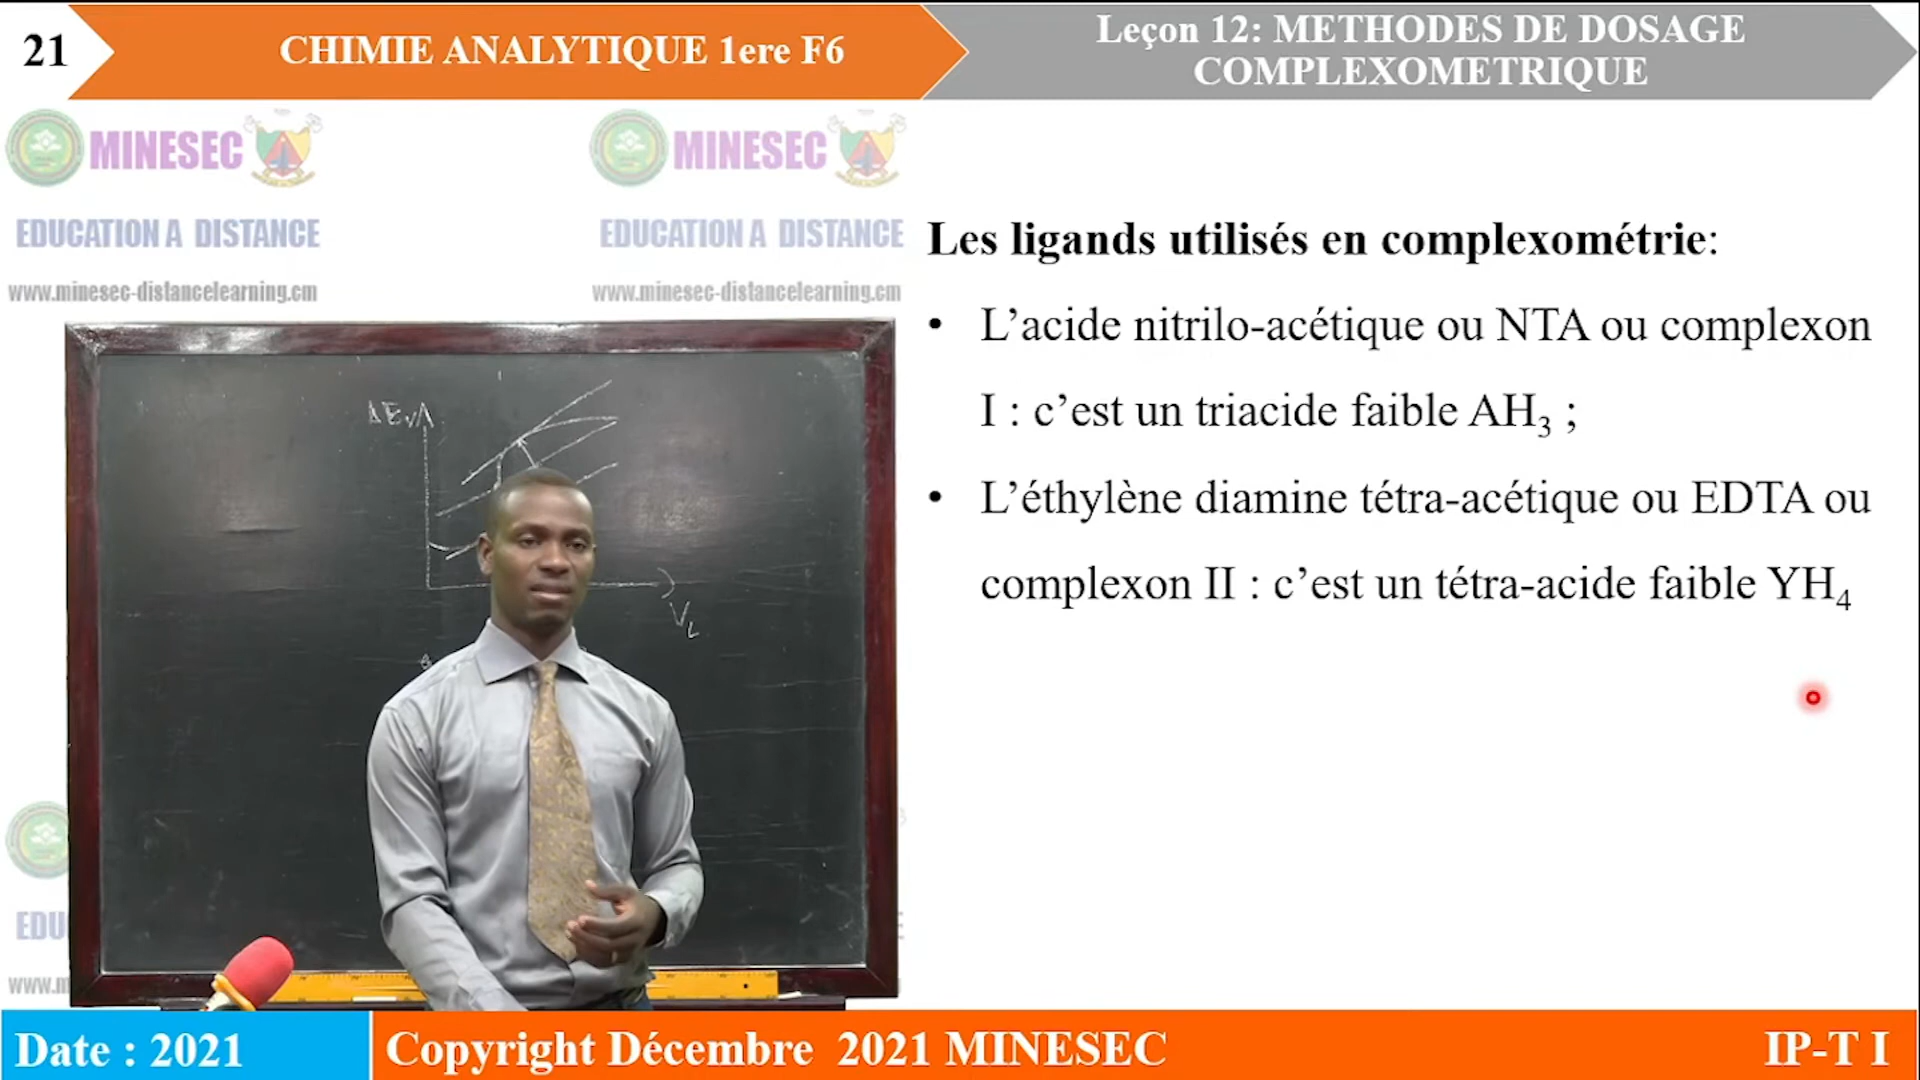 21
CHIMIE ANALYTIQUE 1ere F6
Leçon 12: METHODES DE DOSAGE
COMPLEXOMETRIQUE
MINESEC
MINESEC
EDUCATION A DISTANCE
EDUCATION A DISTANCE
www.minesec-distancelearning.cm
www.minesec-distancelearning.cm
Les ligands utilisés en complexométrie:
• L’acide nitrilo-acétique ou NTA ou complexon
I : c’est un triacide faible AH3 ;
• L’éthylène diamine tétra-acétique ou EDTA ou
complexon II : c’est un tétra-acide faible YH4
VL
EDU
www.m
Date : 2021
Copyright Décembre 2021 MINESEC
IP-T I